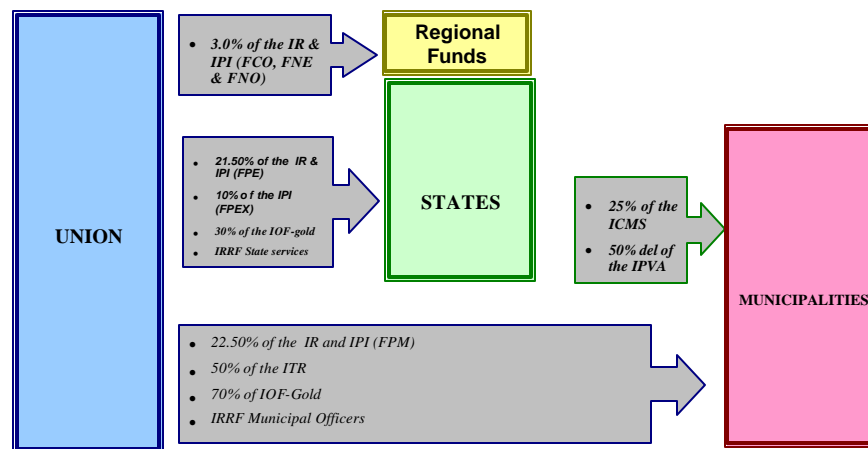 UNION
• 3.0% of the IR &
IPI (FCO, FNE
& FNO)
Regional
Funds
• 21.50% of the IR &
IPI (FPE)
• 10% of the IPI
(FPEX)
• 30% of the IOF-gold
• IRRF State services
STATES
• 25% of the
ICMS
• 50% del of
the IPVA
MUNICIPALITIES
• 22.50% of the IR and IPI (FPM)
• 50% of the ITR
• 70% of IOF-Gold
• IRRF Municipal Officers